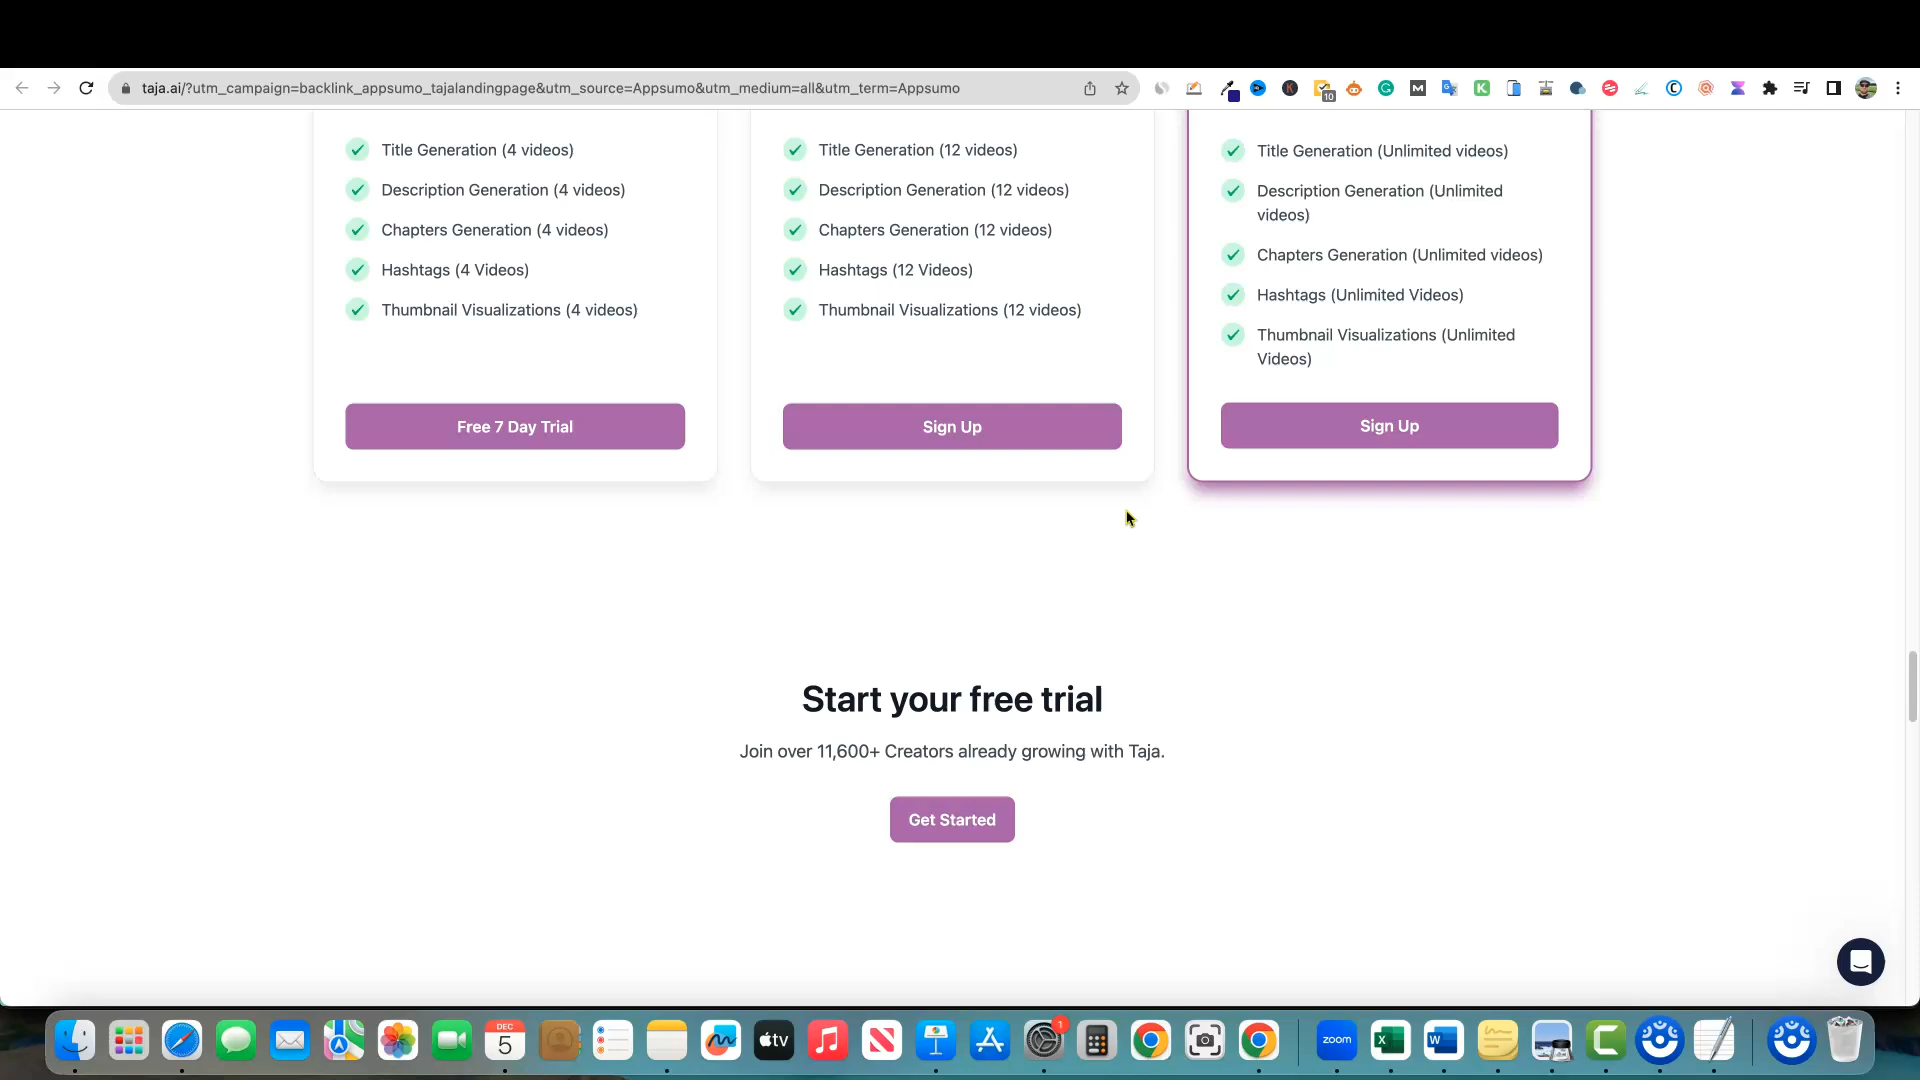 taja.ai/?utm_campaign=backlink_appsumo_tajalandingpage&utm_source=Appsumo&utm_medium=all&utm_term=Appsumo
10
Title Generation (4 videos)
Description Generation (4 videos)
Chapters Generation (4 videos)
Hashtags (4 Videos)
Thumbnail Visualizations (4 videos)
Free 7 Day Trial
Title Generation (12 videos)
Description Generation (12 videos)
Chapters Generation (12 videos)
Hashtags (12 Videos)
Thumbnail Visualizations (12 videos)
Sign Up
Title Generation (Unlimited videos)
Description Generation (Unlimited
videos)
Chapters Generation (Unlimited videos)
Hashtags (Unlimited Videos)
Thumbnail Visualizations (Unlimited
Videos)
Sign Up
Start your free trial
Join over 11,600+ Creators already growing with Taja.
Get Started
DEC
5
tv
1
zoom
X
W